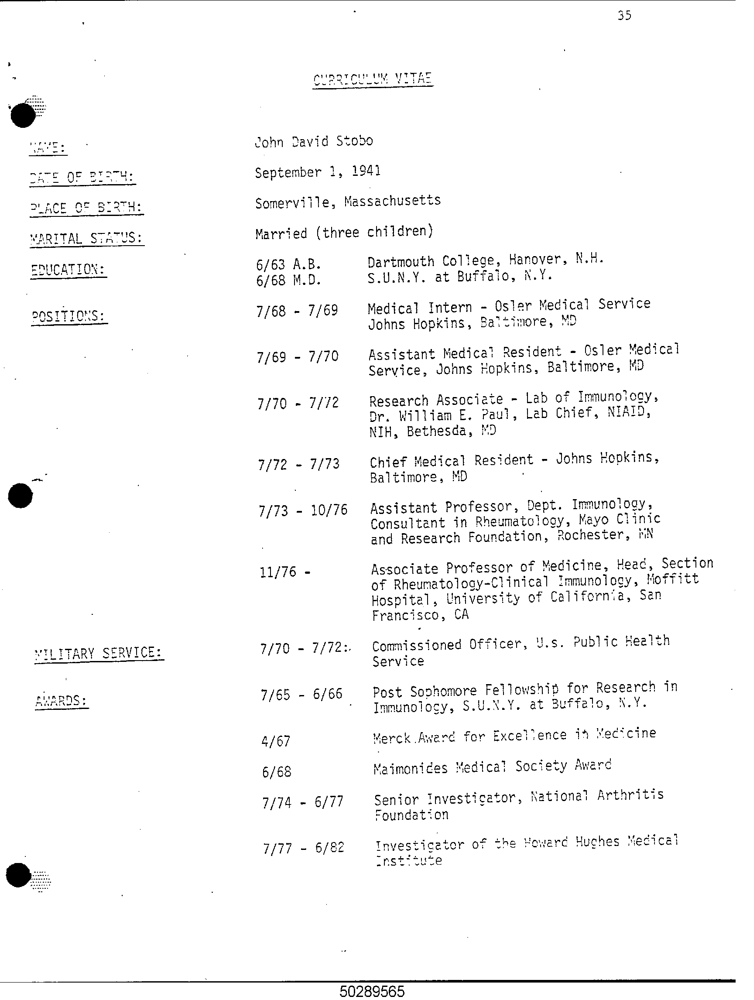 35
CURRICULUM VITAE
NAME: John David Stobo
DATE OF BIRTH: September 1, 1941
PLACE OF BIRTH: Somerville, Massachusetts
MARITAL STATUS: Married (three children)
EDUCATION: 6/63 A.B. Dartmouth College, Hanover, N.H.
6/68 M.D. S.U.N.Y. at Buffalo, N.Y.
POSITIONS: 7/68 - 7/69 Medical Intern - Osler Medical Service
Johns Hopkins, Baltimore, MD
7/69 - 7/70 Assistant Medical Resident - Osler Medical
Service, Johns Hopkins, Baltimore, MD
7/70 - 7/72 Research Associate - Lab of Immunology,
Dr. William E. Paul, Lab Chief, NIAID,
NIH, Bethesda, MD
7/72 - 7/73 Chief Medical Resident - Johns Hopkins,
Baltimore, MD
7/73 - 10/76 Assistant Professor, Dept. Immunology,
Consultant in Rheumatology, Mayo Clinic
and Research Foundation, Rochester, MN
11/76 - Associate Professor of Medicine, Head, Section
of Rheumatology-Clinical Immunology, Moffitt
Hospital, University of California, San
Francisco, CA
MILITARY SERVICE: 7/70 - 7/72: Commissioned Officer, U.s. Public Health
Service
AWARDS: 7/65 - 6/66 Post Sophomore Fellowship for Research in
Immunology, S.U.N.Y. at Buffalo, N.Y.
4/67 Merck Award for Excellence in Medicine
6/68 Maimonides Medical Society Award
7/74 - 6/77 Senior Investigator, National Arthritis
Foundation
7/77 - 6/82 Investigator of the Howard Hughes Medical
Institute
50289565